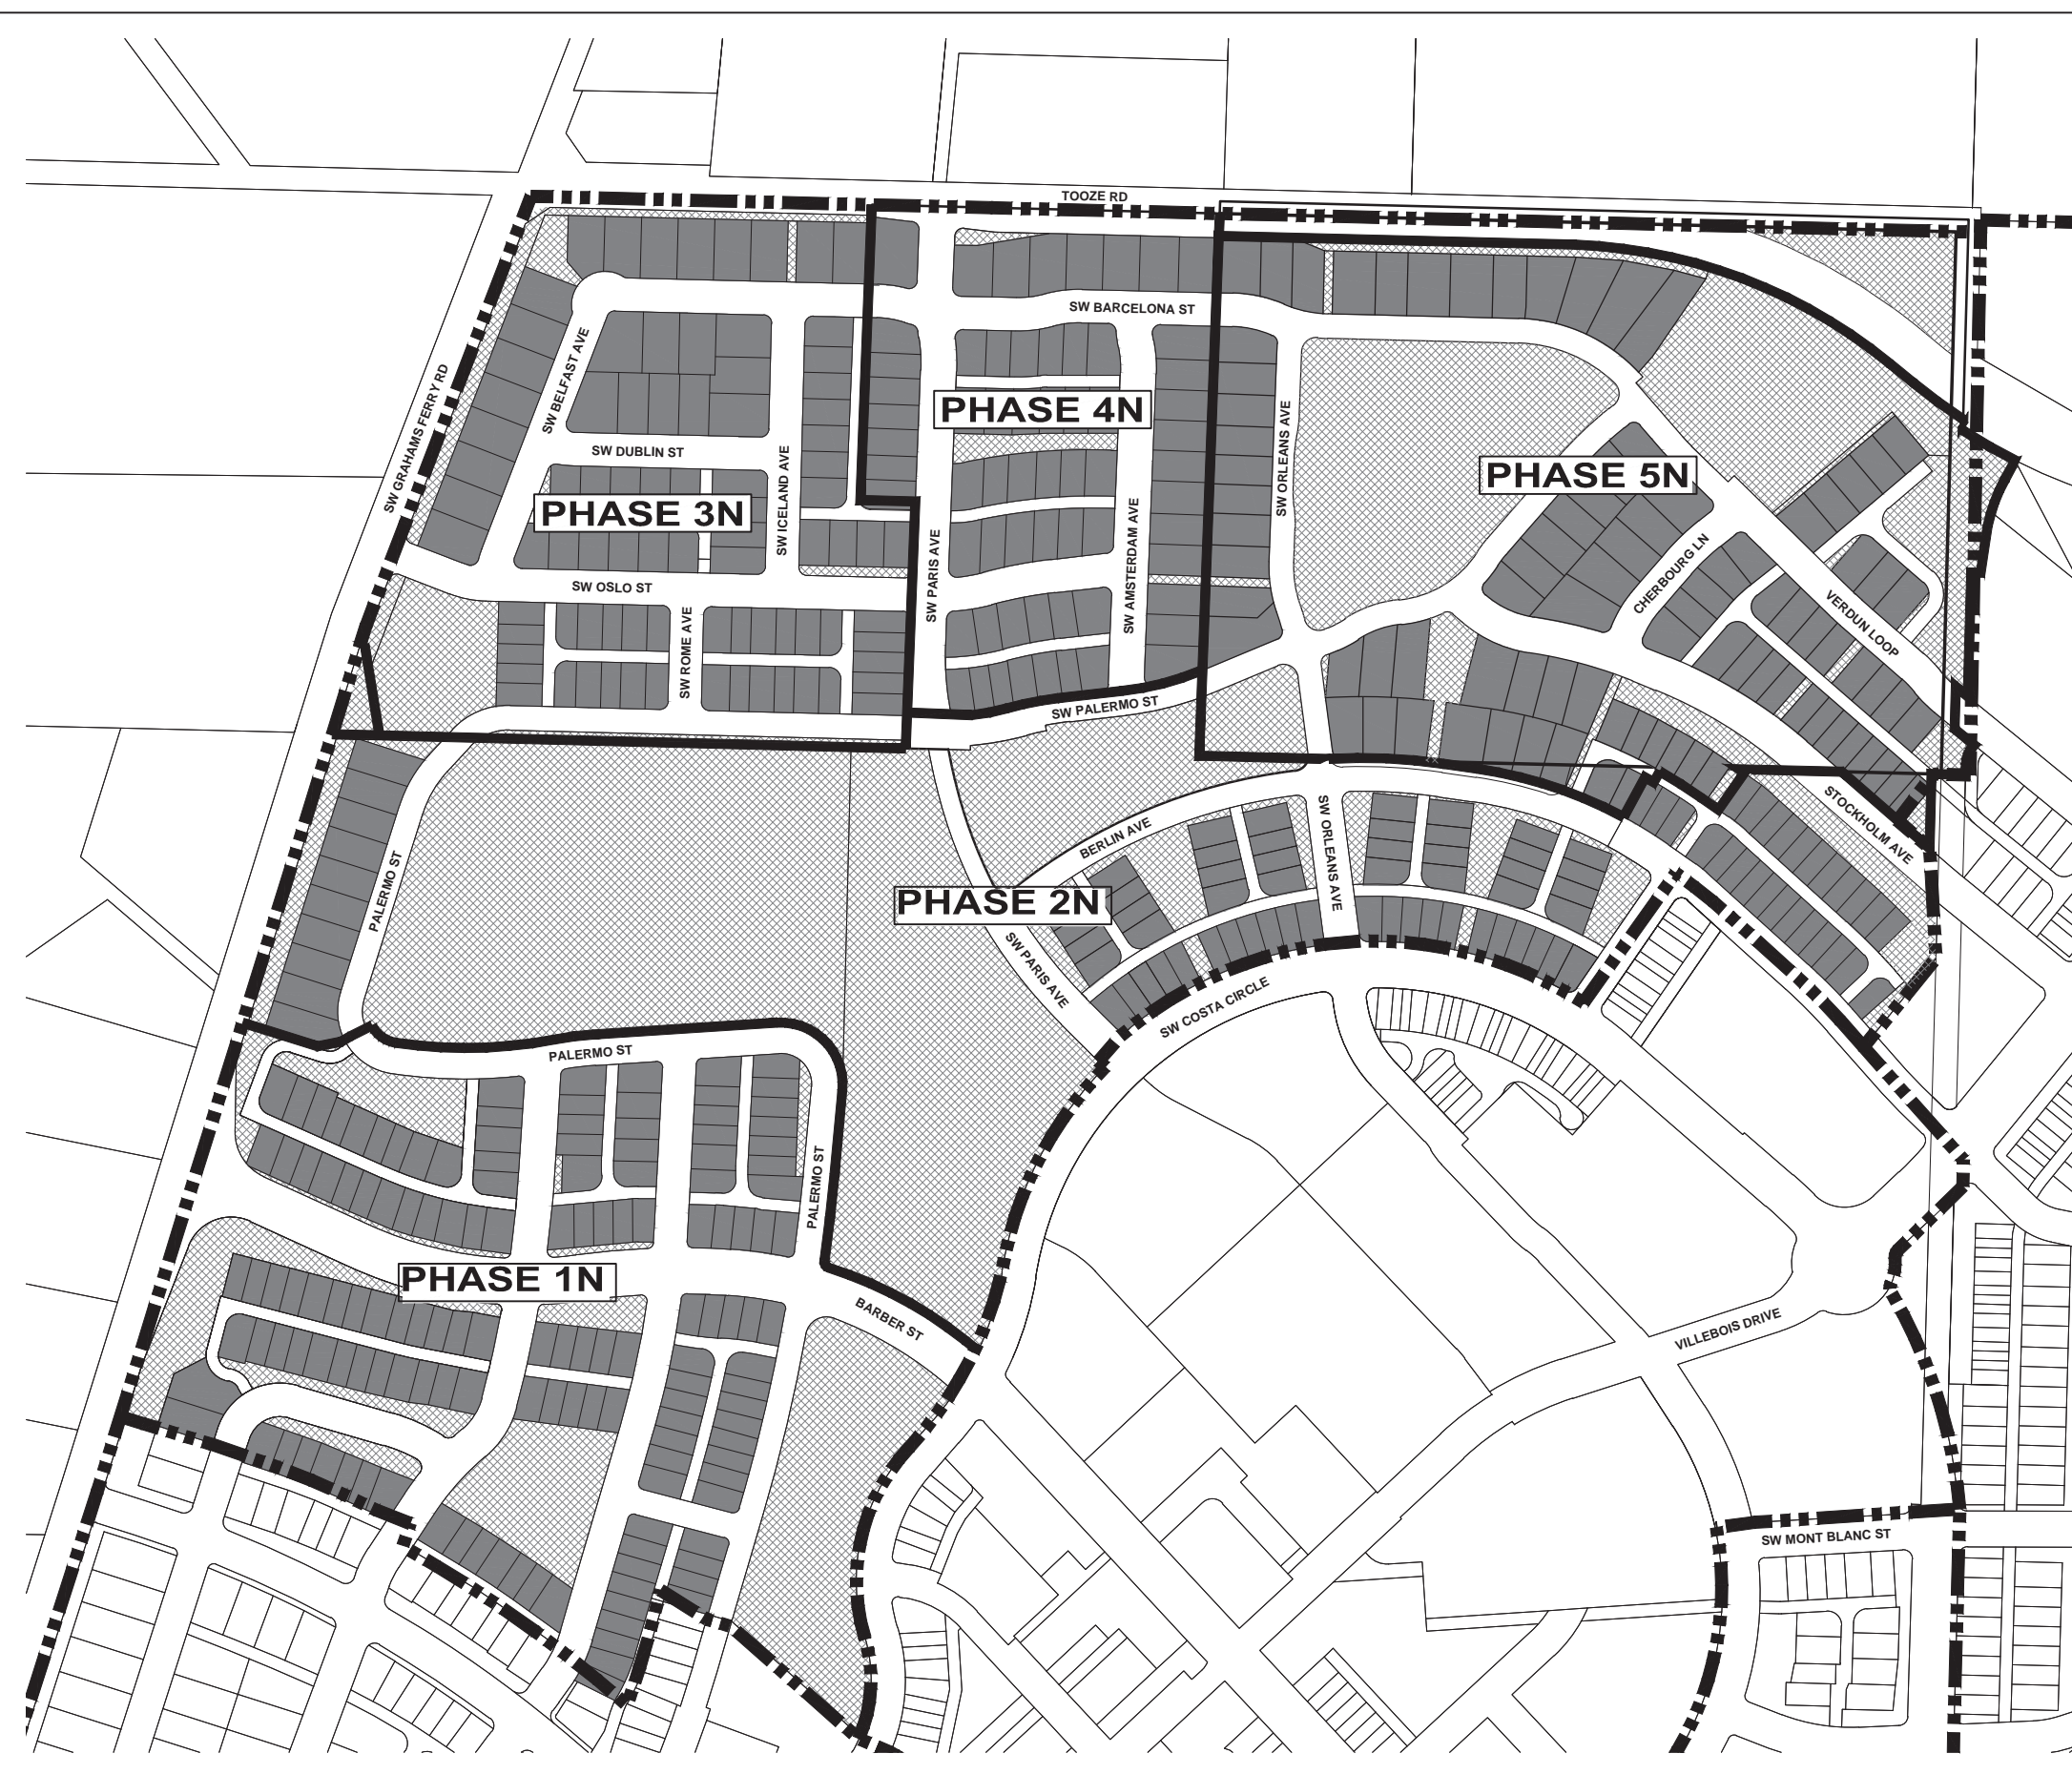 TOOZE RD
SW BARCELONA ST
SW GRAHAMS FERRY RD
SW BELFAST AVE
PHASE 4N
SW ORLEANS AVE
SW DUBLIN ST
SW ICELAND AVE
PHASE 5N
PHASE 3N
SW PARIS AVE
SW AMSTERDAM AVE
CHERBOURG LN
SW OSLO ST
VERDUN LOOP
SW ROME AVE
SW PALERMO ST
STOCKHOLM AVE
BERLIN AVE
SW ORLEANS AVE
PALERMO ST
PHASE 2N
SW PARIS AVE
SW COSTA CIRCLE
PALERMO ST
PALERMO ST
PHASE 1N
BARBER ST
VILLEBOIS DRIVE
SW MONT BLANC ST